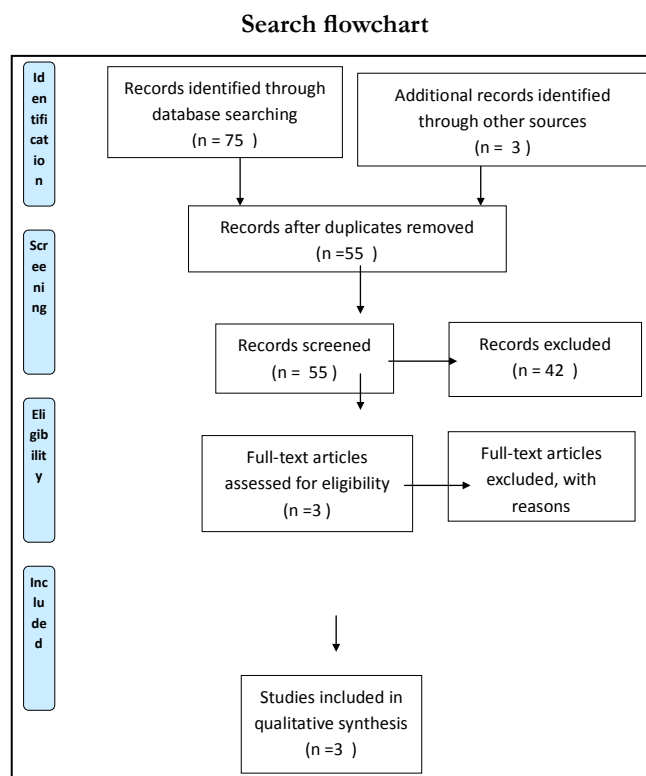 Search flowchart
Id
entifi
cat
io
n
Records identified through
database searching
(n = 75 )
Additional records identified
through other sources
(n = 3 )
Records after duplicates removed
(n =55 )
Scr
ee
ni
ng
Records screened
(n = 55 )
Records excluded
(n = 42 )
Eli
gib
ilit
y
Full-text articles
assessed for eligibility
(n =3 )
Full-text articles
excluded, with
reasons
Inc
lu
de
d
Studies included in
qualitative synthesis
(n =3 )